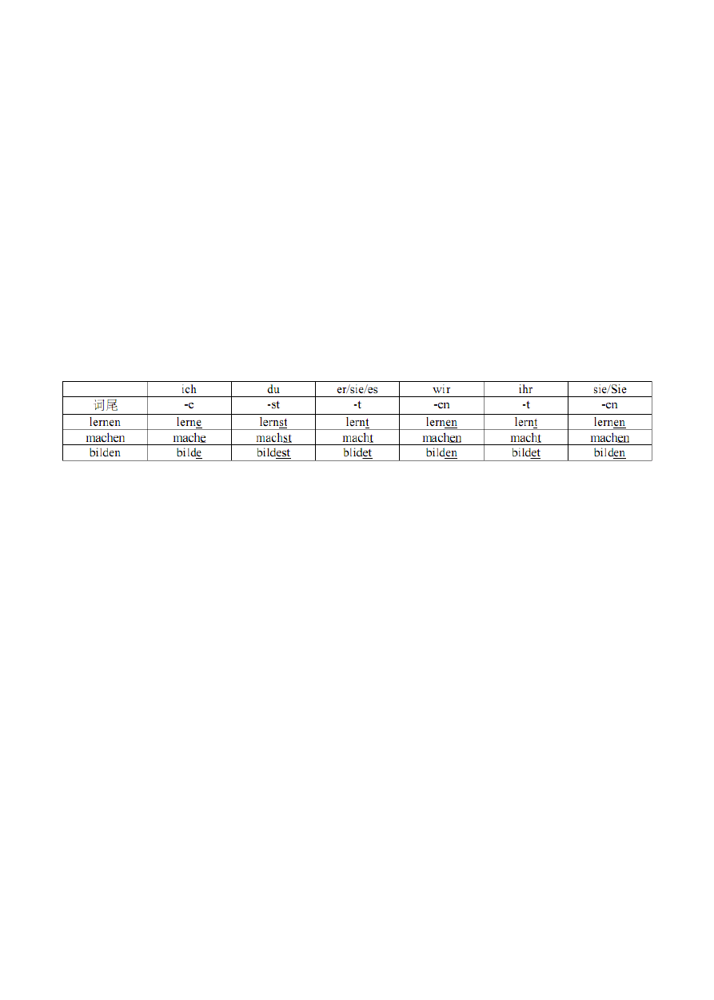 ich du er/sie/es wir ihr sie/Sie
词尾 -e -st -t -en -t -en
lernen lerne lernst lernt lernen lernt lernen
machen mache machst macht machen macht machen
bilden bilde bildest blidet bilden bildet bilden